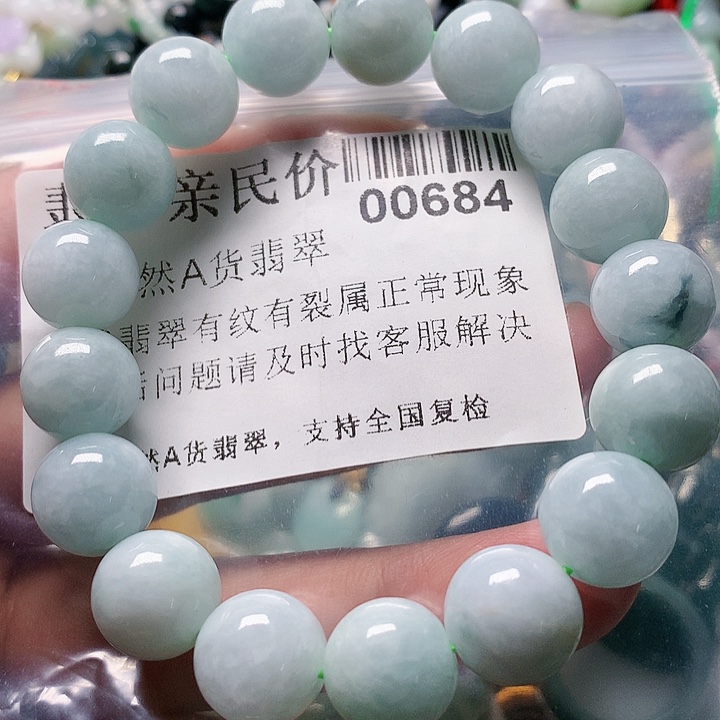 亲民价
00684
然A货翡翠
翡翠有纹有裂属正常现象
问题请及时找客服解决
然A货翡翠，支持全国复检